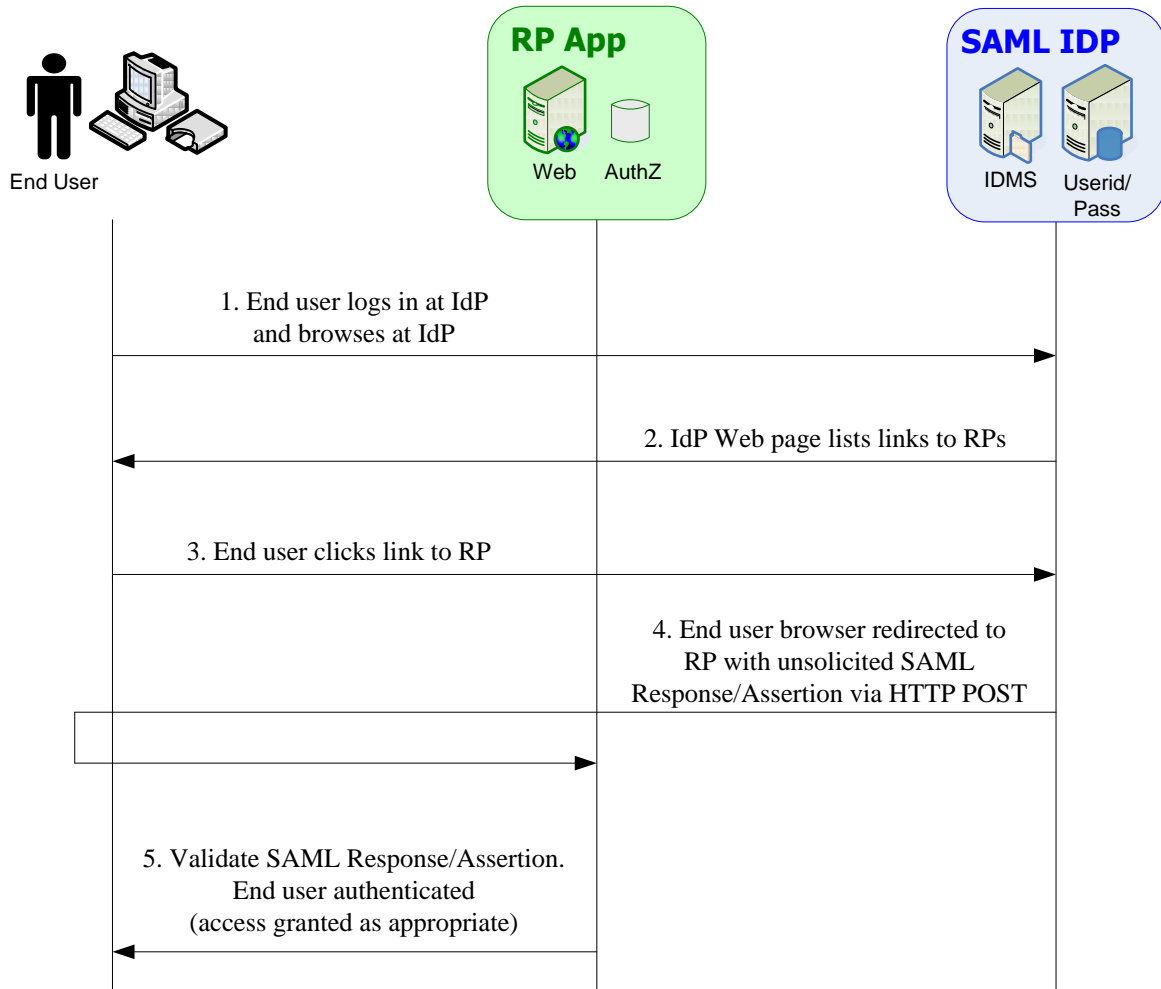 RP App
SAML IDP
End User
Web
AuthZ
IDMS
Userid/
Pass
1. End user logs in at IdP
and browses at IdP
2. IdP Web page lists links to RPs
3. End user clicks link to RP
4. End user browser redirected to
RP with unsolicited SAML
Response/Assertion via HTTP POST
5. Validate SAML Response/Assertion.
End user authenticated
(access granted as appropriate)